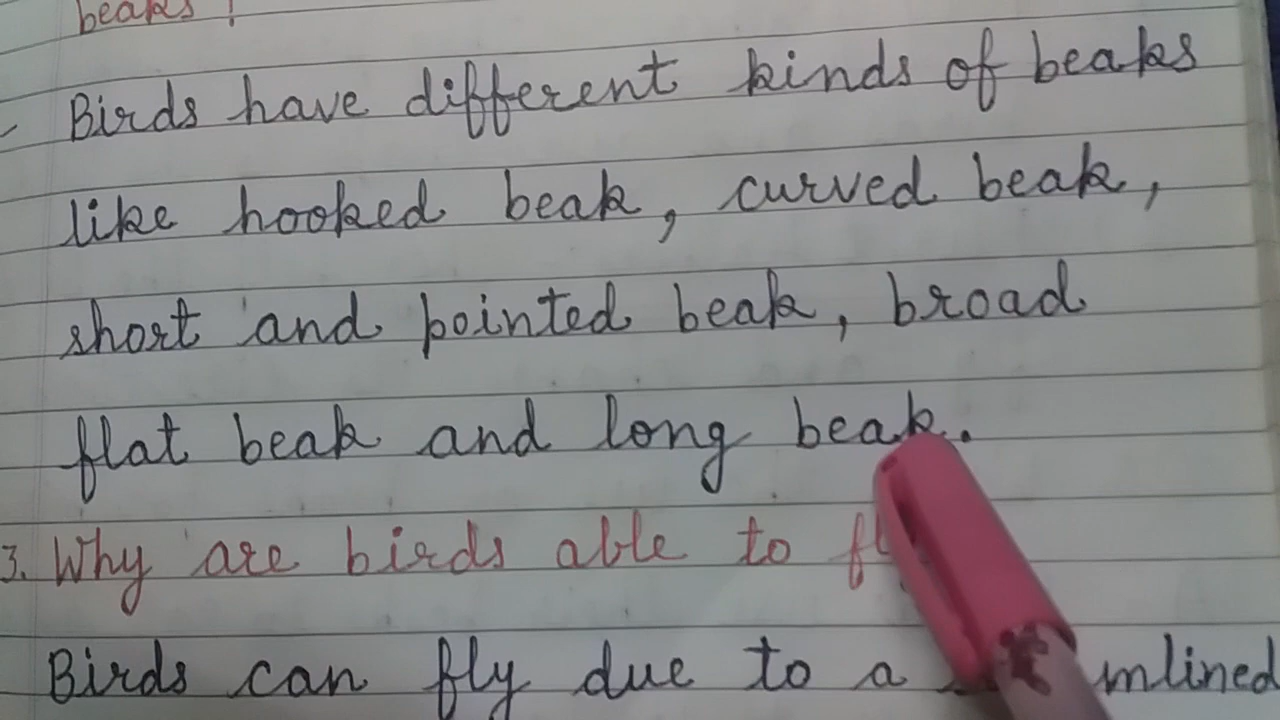 beaks?
Birds have different kinds of beaks
like hooked beak, curved beak,
short and pointed beak, broad
flat beak and long beak.
3. Why are birds able to
Birds can fly due to a